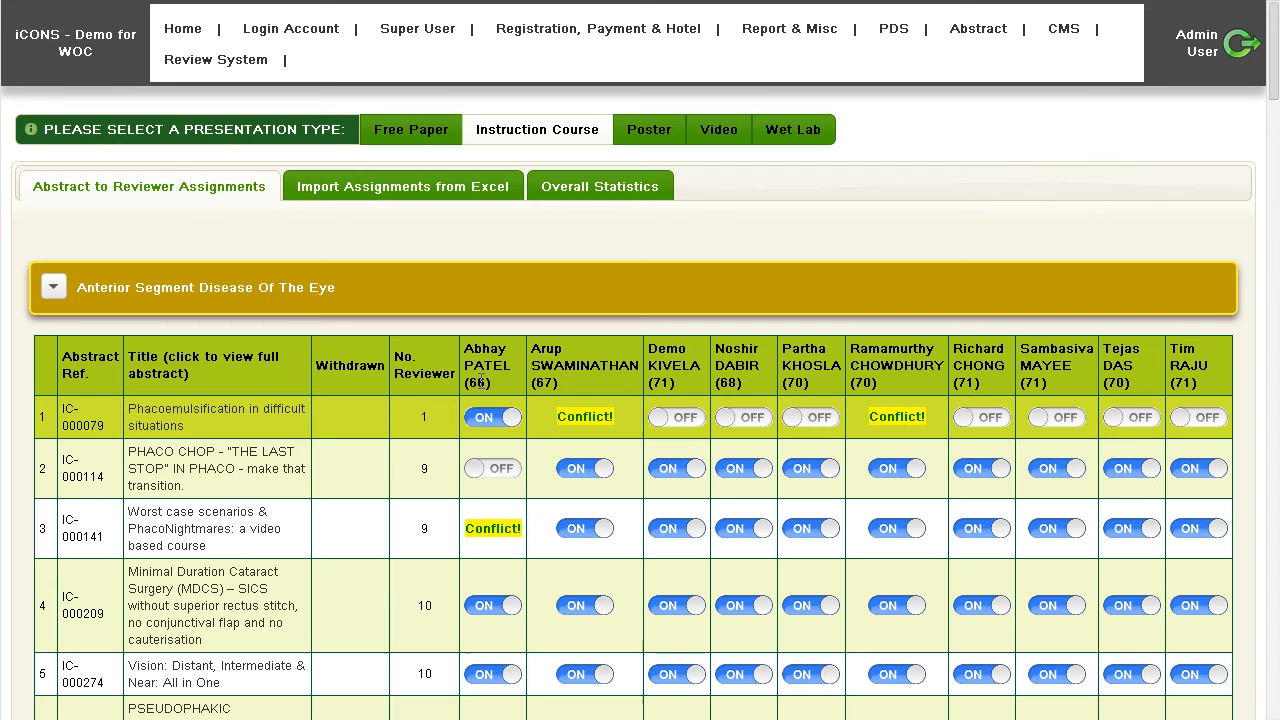 iCONS - Demo for
WOC
Home | Login Account | Super User | Registration, Payment & Hotel | Report & Misc | PDS | Abstract | CMS |
Review System |
Admin
User
PLEASE SELECT A PRESENTATION TYPE: Free Paper Instruction Course Poster Video Wet Lab
Abstract to Reviewer Assignments Import Assignments from Excel Overall Statistics
Anterior Segment Disease Of The Eye
Abstract Ref. Title (click to view full abstract) Withdrawn No. Reviewer Abhay PATEL (66) Arup SWAMINATHAN (67) Demo KIVELA (71) Noshir DABIR (68) Partha KHOSLA (70) Ramamurthy CHOWDHURY (70) Richard CHONG (71) Sambasiva MAYEE (71) Tejas DAS (70) Tim RAJU (71)
1 IC-000079 Phacoemulsification in difficult situations 1 ON Conflict! OFF OFF OFF Conflict! OFF OFF OFF OFF
2 IC-000114 PHACO CHOP - "THE LAST STOP" IN PHACO - make that transition. 9 OFF ON ON ON ON ON ON ON ON ON
3 IC-000141 Worst case scenarios & PhacoNightmares: a video based course 9 Conflict! ON ON ON ON ON ON ON ON ON
4 IC-000209 Minimal Duration Cataract Surgery (MDCS) – SICS without superior rectus stitch, no conjunctival flap and no cauterisation 10 ON ON ON ON ON ON ON ON ON ON
5 IC-000274 Vision: Distant, Intermediate & Near: All in One 10 ON ON ON ON ON ON ON ON ON ON
PSEUDOPHAKIC